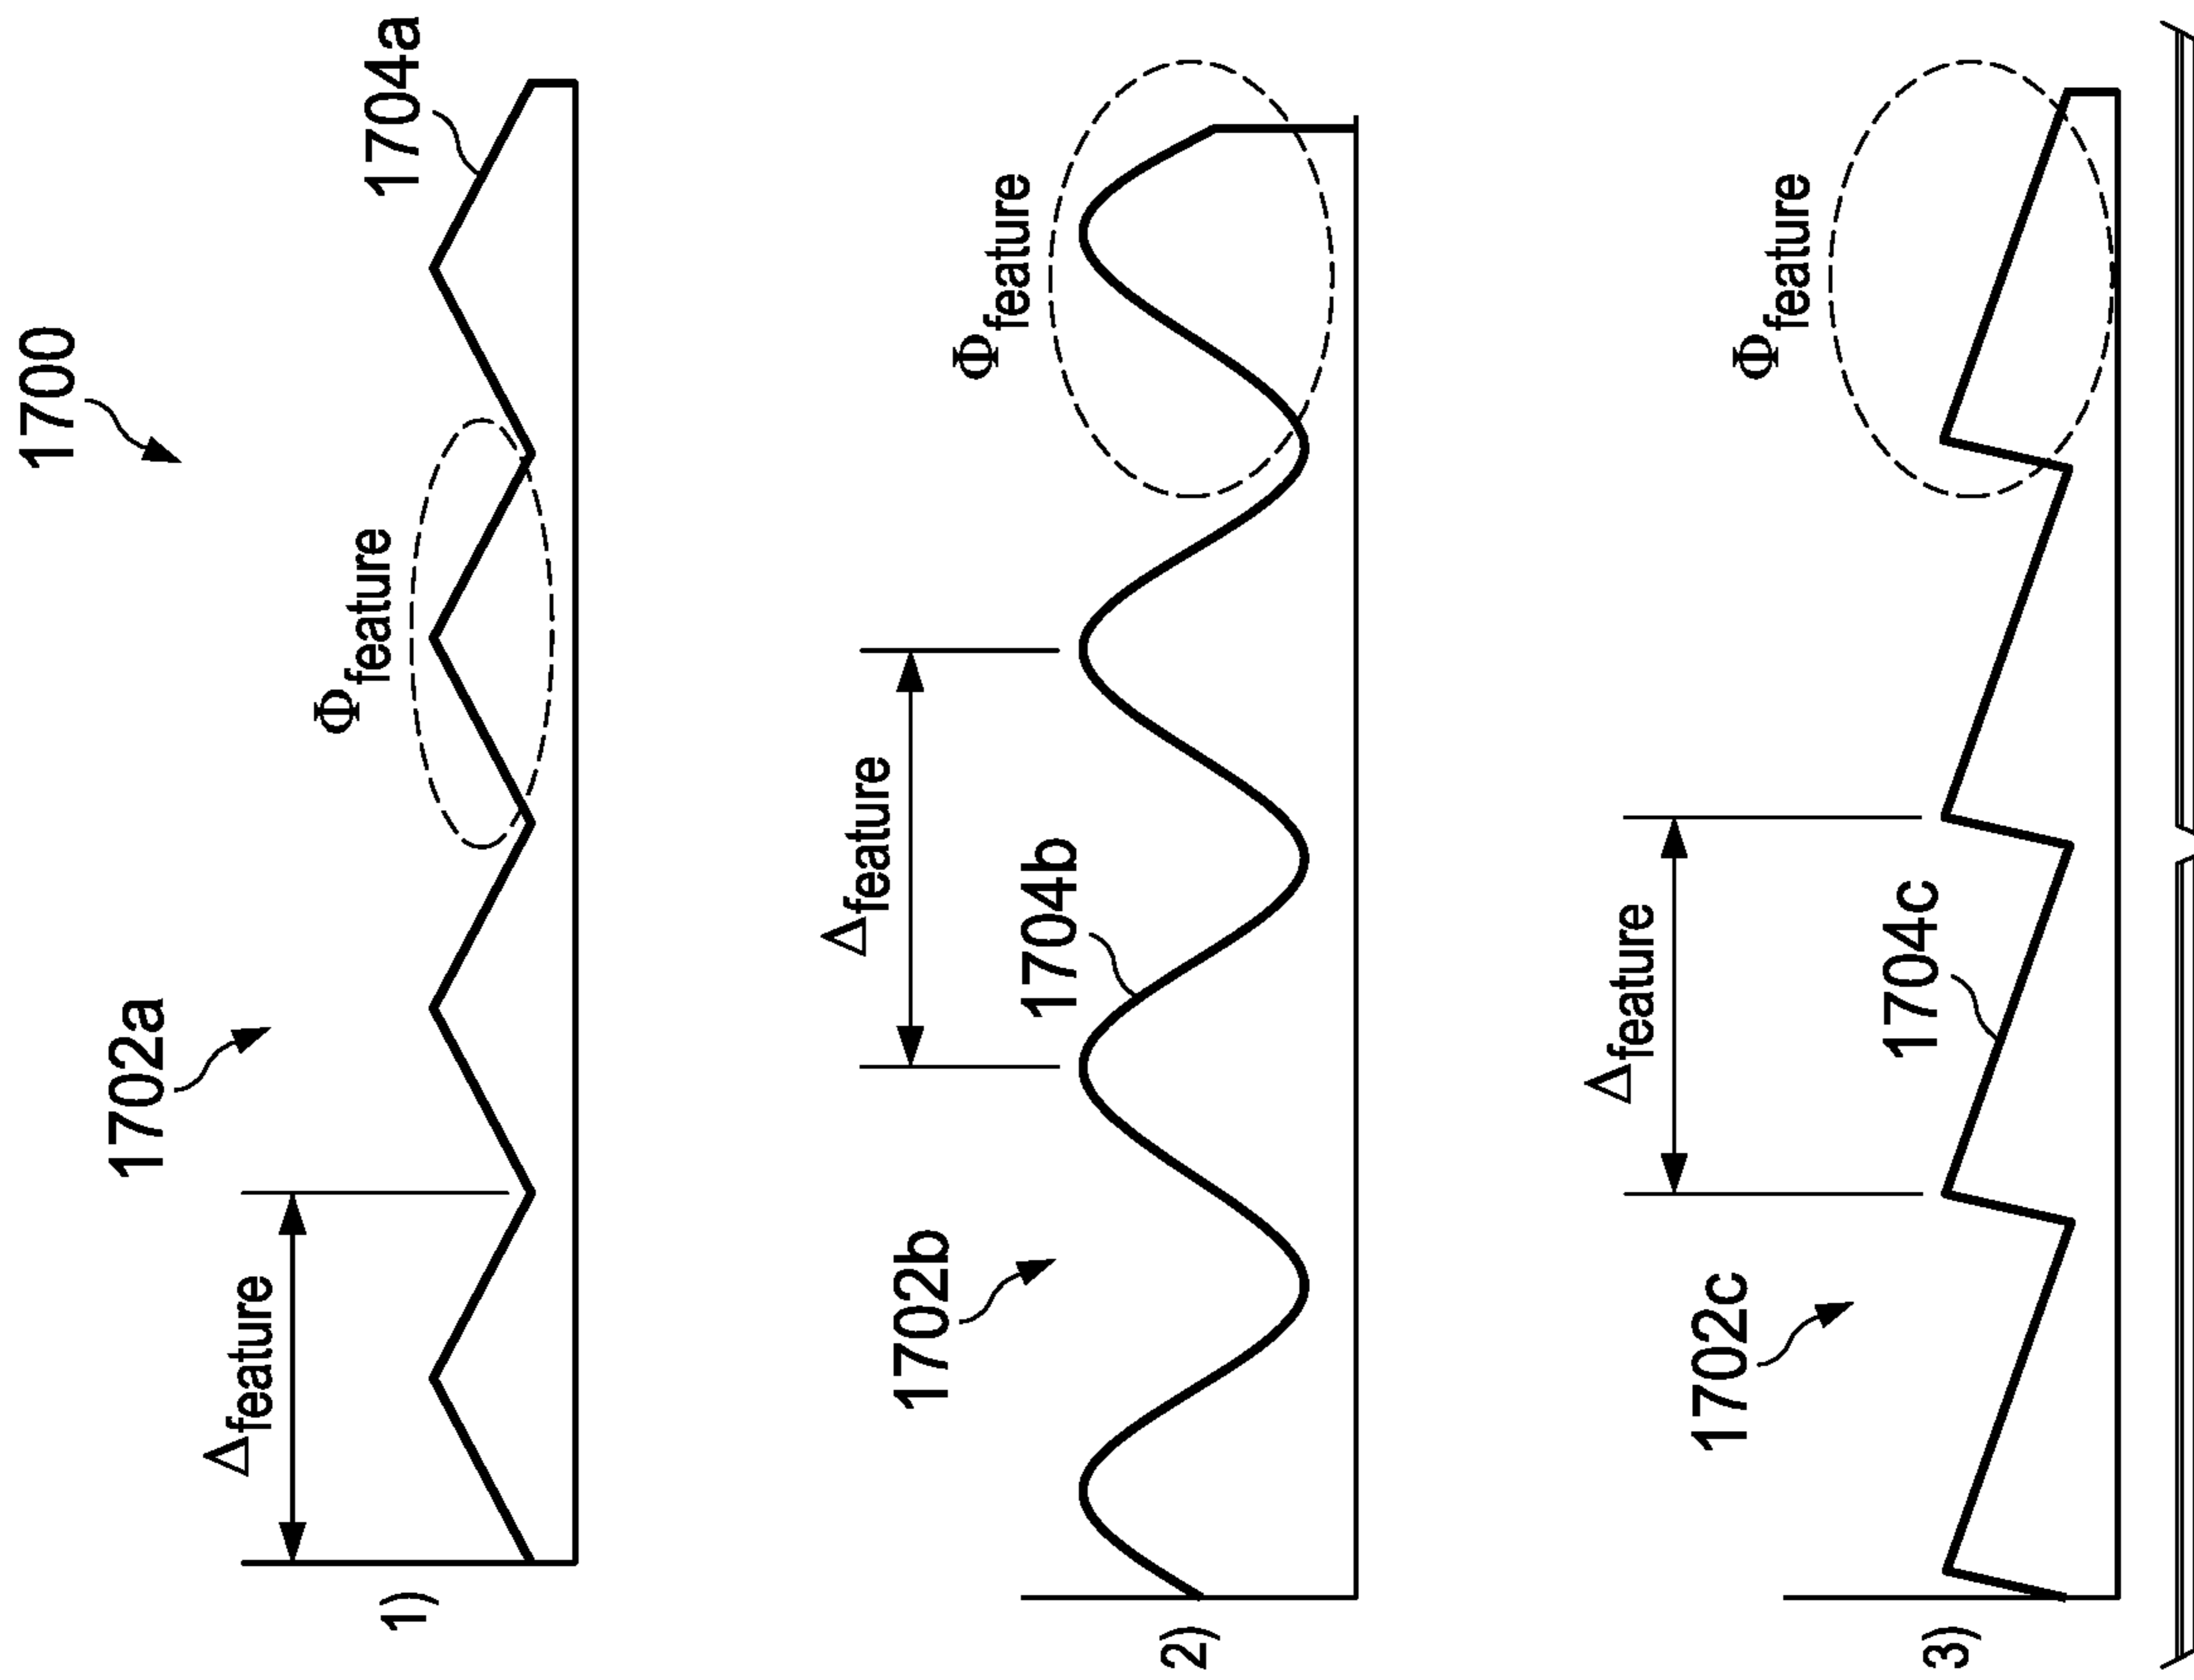 1700
1)
Δfeature
1702a
Φfeature
1704a
2)
1702b
Δfeature
1704b
Φfeature
3)
1702c
Δfeature
1704c
Φfeature